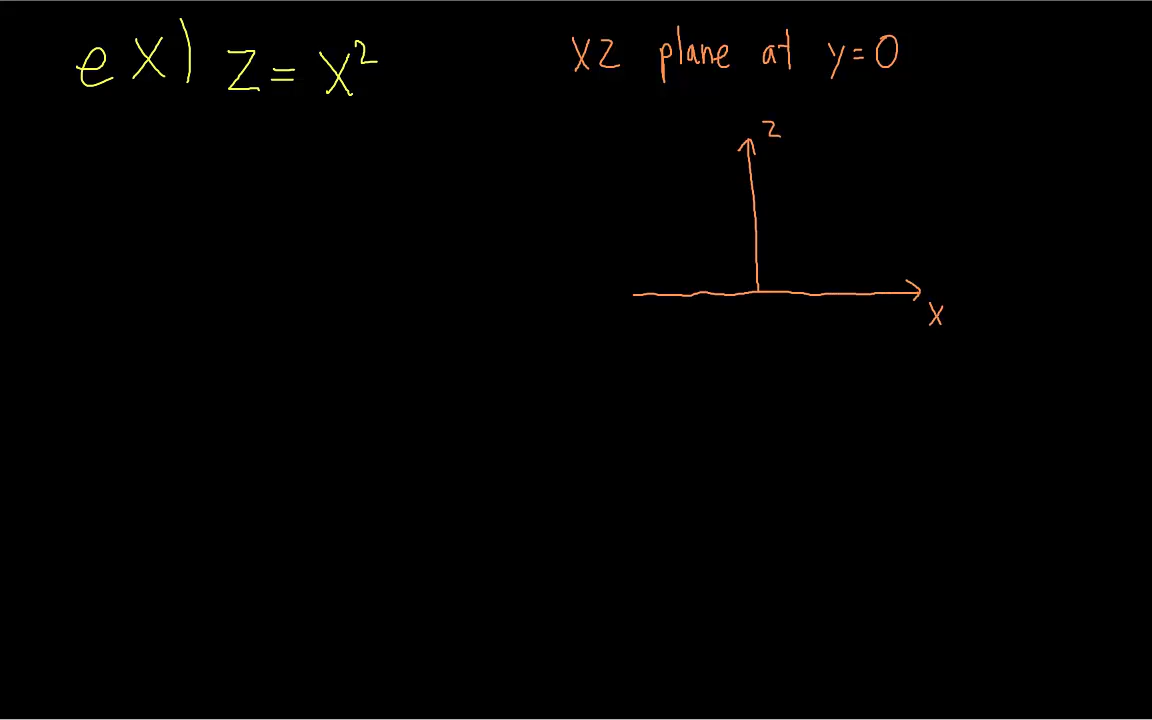 ex) z = x²
xz plane at y=0
z
x